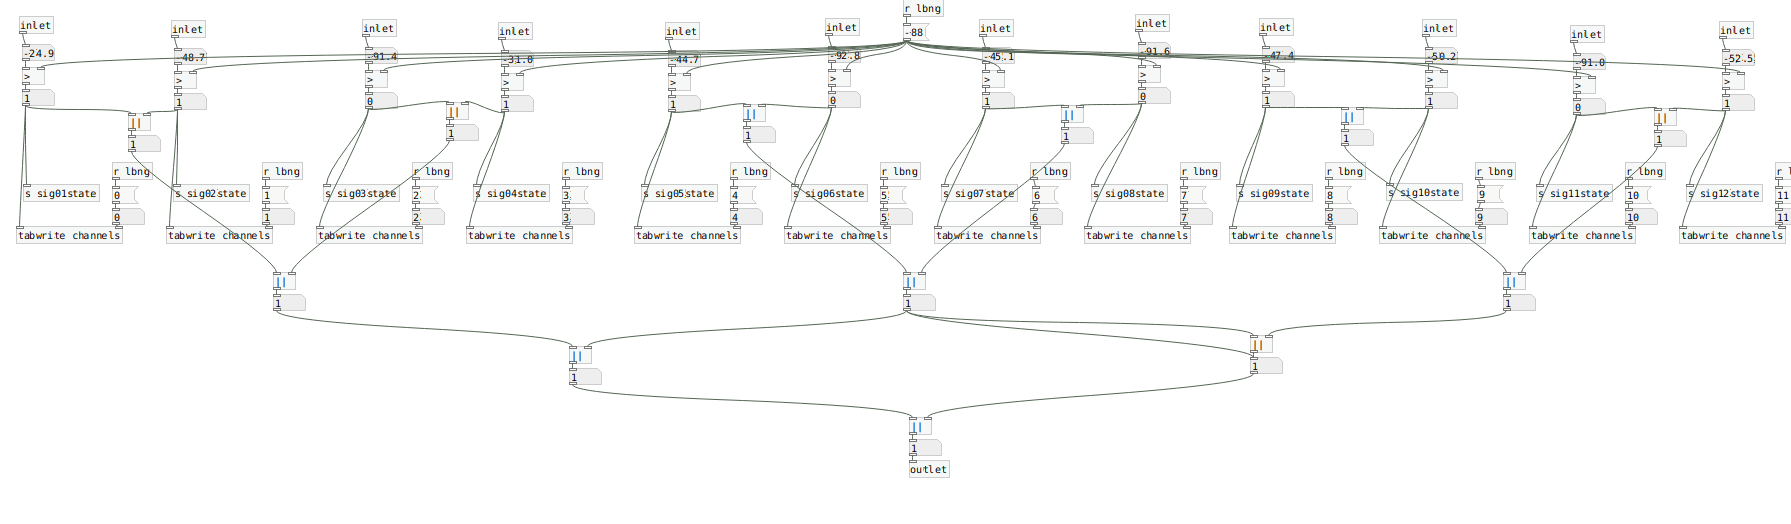 r lbng
inlet inlet inlet inlet inlet inlet inlet inlet inlet inlet inlet inlet
-88
-24.9 -48.7 -91.4 -31.0 -44.7 -92.8 -45.1 -91.6 -47.4 -50.2 -91.0 -52.5
> > > > > > > > > > > >
1 1 0 1 1 0 1 0 1 1 0 1
|| || || || || ||
1 1 1 1 1 1
r lbng r lbng r lbng r lbng r lbng r lbng r lbng r lbng r lbng r lbng r lbng r l
s sig01state s sig02state s sig03state s sig04state s sig05state s sig06state s sig07state s sig08state s sig09state s sig10state s sig11state s sig12state
0 1 2 3 4 5 6 7 8 9 10 11
0 1 2 3 4 5 6 7 8 9 10 11
tabwrite channels tabwrite channels tabwrite channels tabwrite channels tabwrite channels tabwrite channels tabwrite channels tabwrite channels tabwrite channels tabwrite channels tabwrite channels tabwrite channels
|| || ||
1 1 1
|| ||
1 1
||
1
outlet